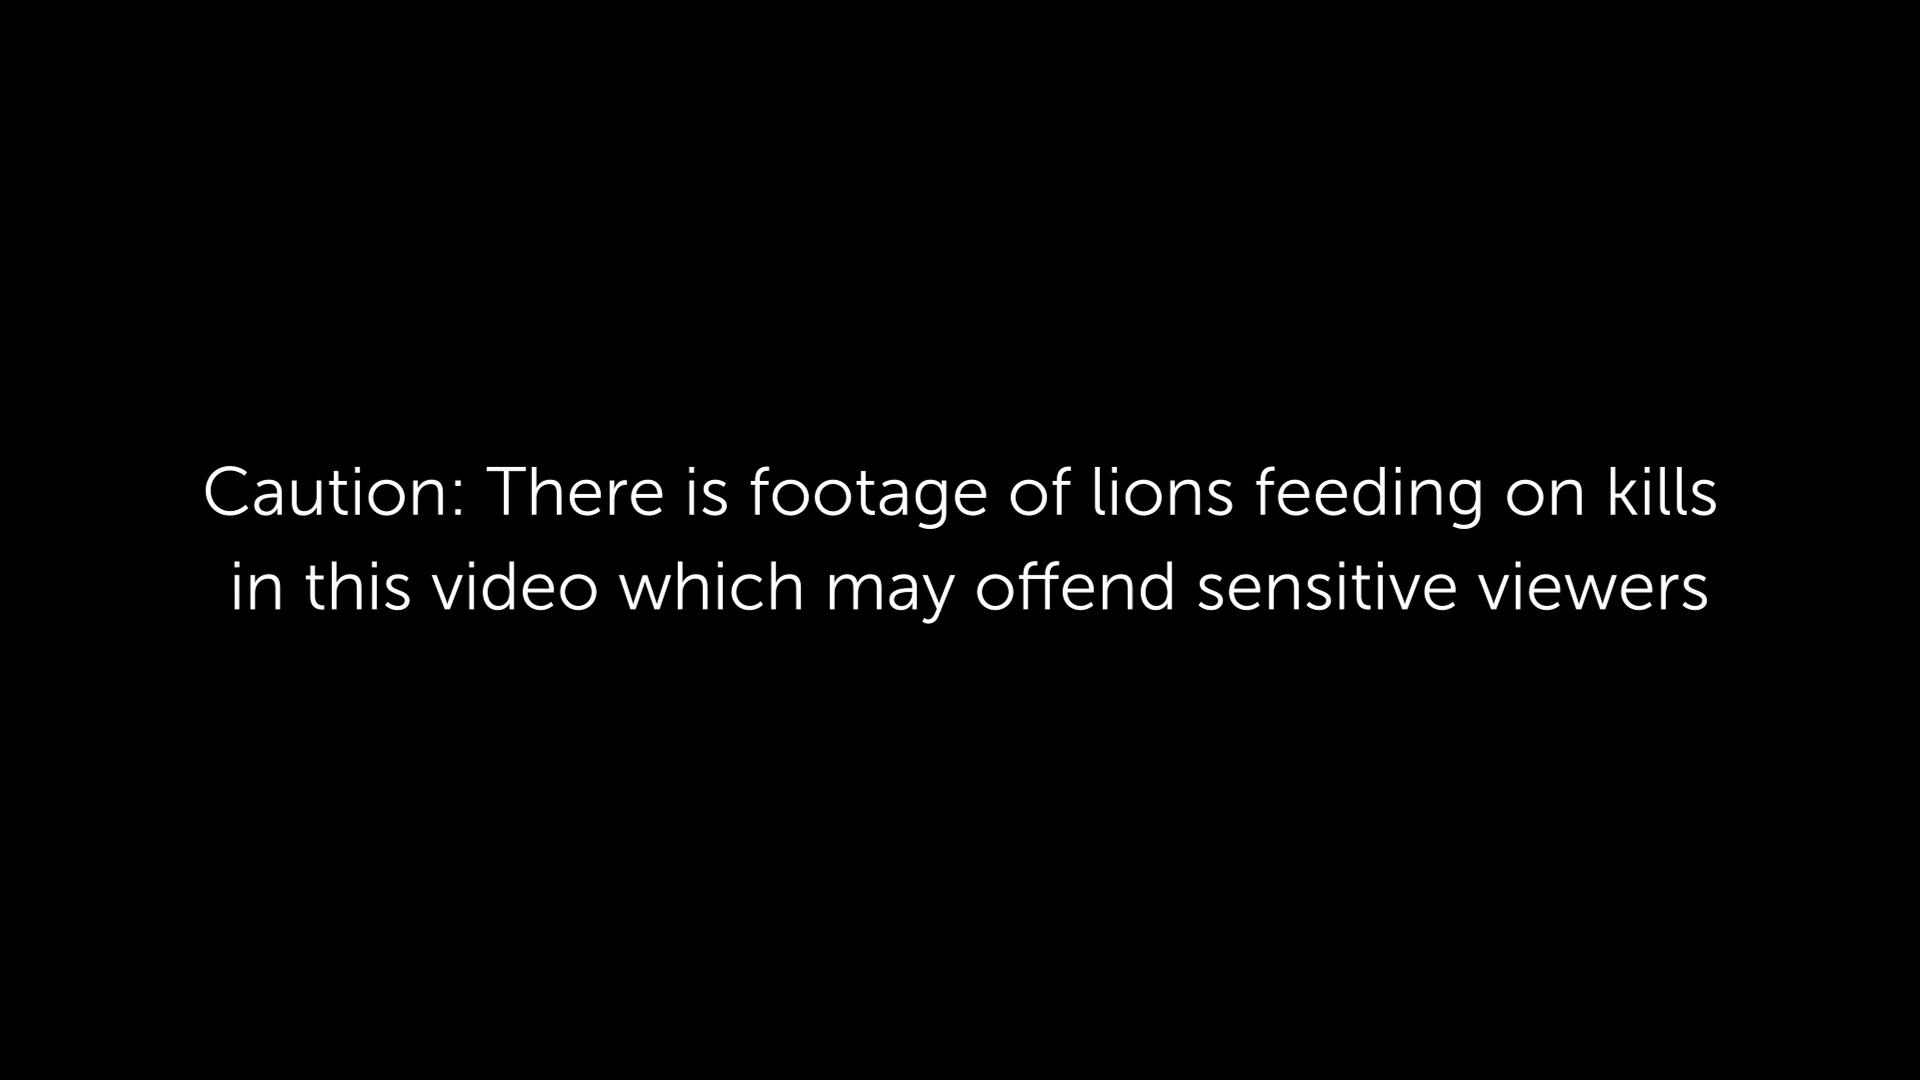 Caution: There is footage of lions feeding on kills
in this video which may offend sensitive viewers